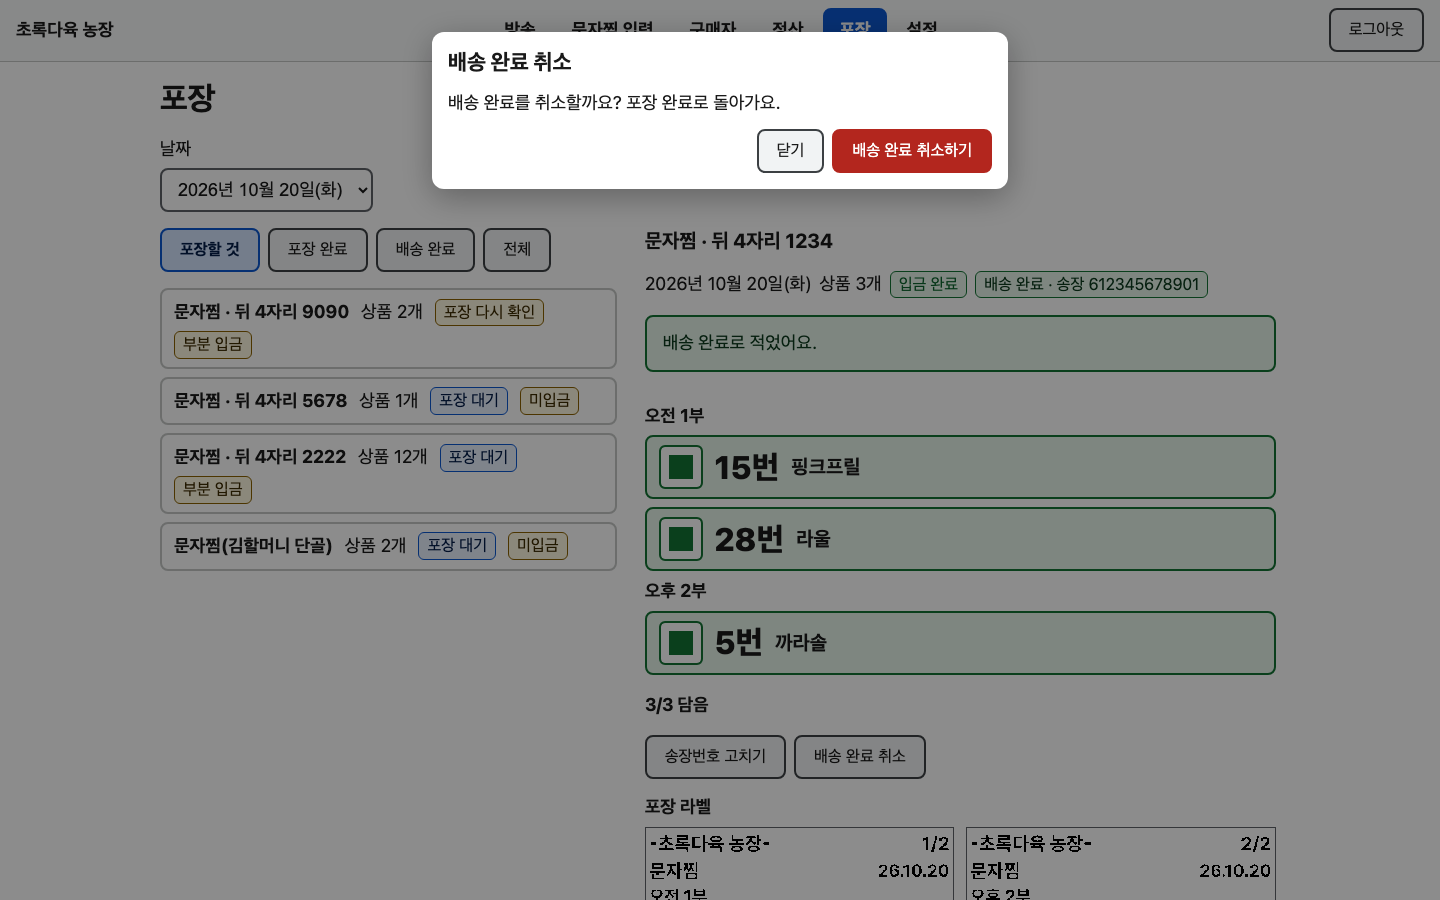 초록다육 농장
방송 문자찜 입력 구매자 정산 포장 설정
로그아웃
배송 완료 취소
배송 완료를 취소할까요? 포장 완료로 돌아가요.
닫기 배송 완료 취소하기
포장
날짜
2026년 10월 20일(화)
포장할 것 포장 완료 배송 완료 전체
문자찜 · 뒤 4자리 9090 상품 2개 포장 다시 확인
부분 입금
문자찜 · 뒤 4자리 5678 상품 1개 포장 대기 미입금
문자찜 · 뒤 4자리 2222 상품 12개 포장 대기
부분 입금
문자찜(김할머니 단골) 상품 2개 포장 대기 미입금
문자찜 · 뒤 4자리 1234
2026년 10월 20일(화) 상품 3개 입금 완료 배송 완료 · 송장 612345678901
배송 완료로 적었어요.
오전 1부
15번 핑크프릴
28번 라울
오후 2부
5번 까라솔
3/3 담음
송장번호 고치기 배송 완료 취소
포장 라벨
-초록다육 농장- 1/2
문자찜 26.10.20
오전 1부
-초록다육 농장- 2/2
문자찜 26.10.20
오후 2부